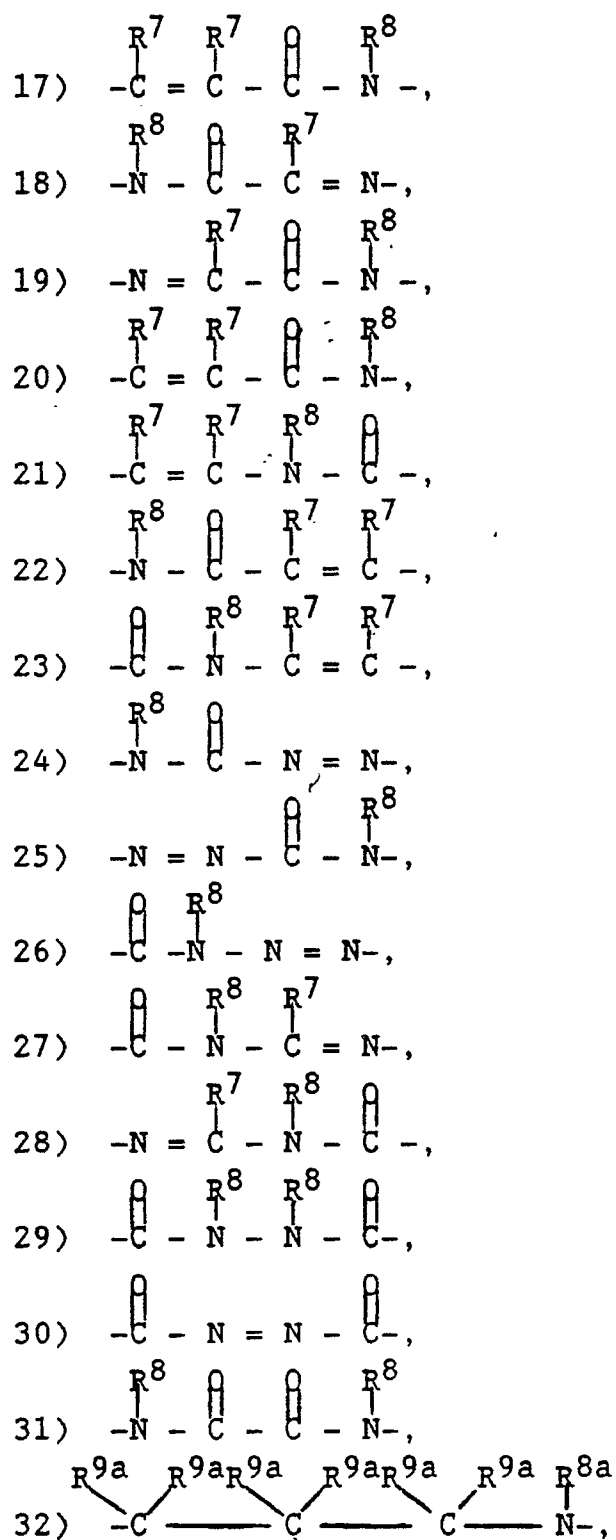 R7 R7 O R8
17) -C = C - C - N -,
R8 O R7
18) -N - C - C = N-,
R7 O R8
19) -N = C - C - N -,
R7 R7 O R8
20) -C = C - C - N-,
R7 R7 R8 O
21) -C = C - N - C -,
R8 O R7 R7
22) -N - C - C = C -,
O R8 R7 R7
23) -C - N - C = C -,
R8 O
24) -N - C - N = N-,
O R8
25) -N = N - C - N-,
O R8
26) -C -N - N = N-,
O R8 R7
27) -C - N - C = N-,
R7 R8 O
28) -N = C - N - C -,
O R8 R8 O
29) -C - N - N - C-,
O O
30) -C - N = N - C-,
R8 O O R8
31) -N - C - C - N-,
R9a R9a R9a R9a R9a R9a R8a
32) -C — C — C — N-,